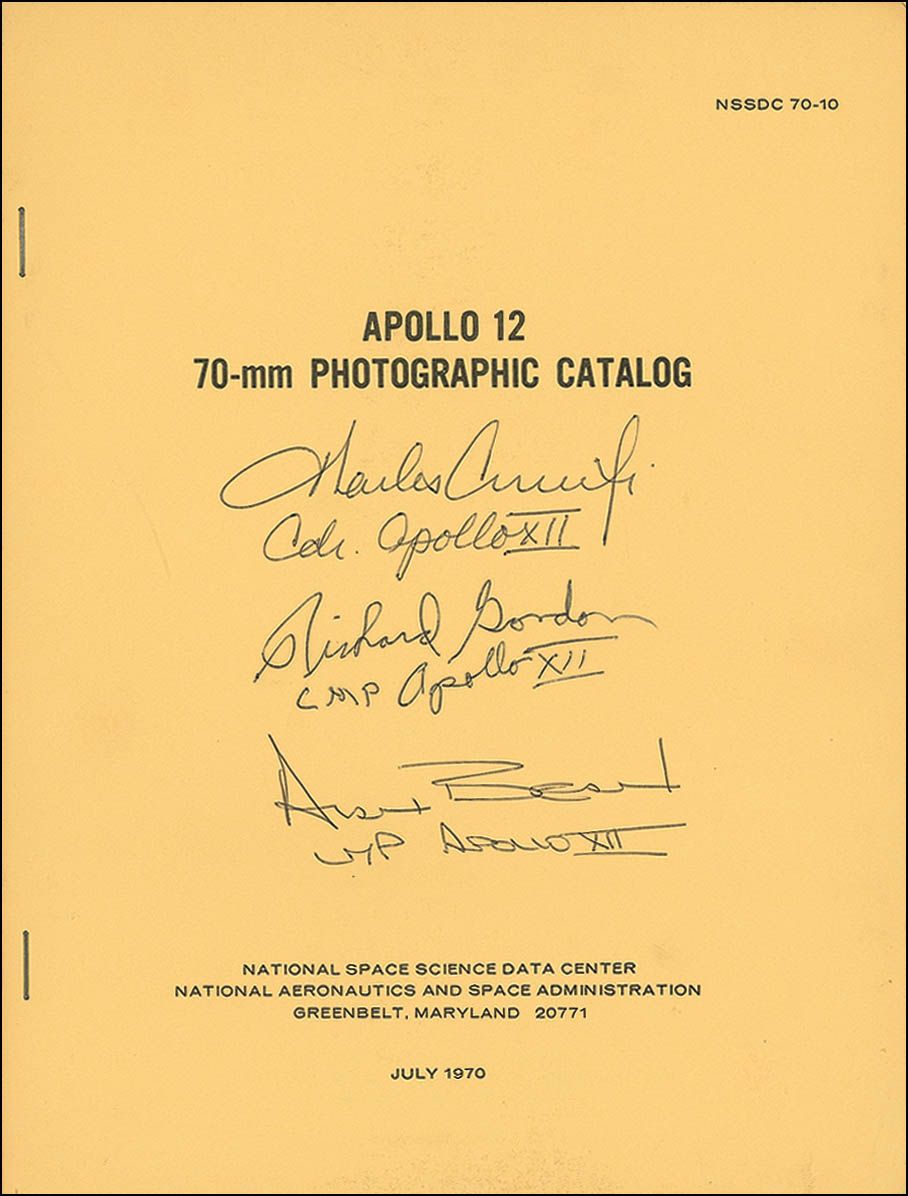 NSSDC 70-10
APOLLO 12
70-mm PHOTOGRAPHIC CATALOG
Charles Conrad Jr.
Cdr. Apollo XII
Richard Gordon
CMP Apollo XII
Alan Bean
LMP APOLLO XII
NATIONAL SPACE SCIENCE DATA CENTER
NATIONAL AERONAUTICS AND SPACE ADMINISTRATION
GREENBELT, MARYLAND 20771
JULY 1970